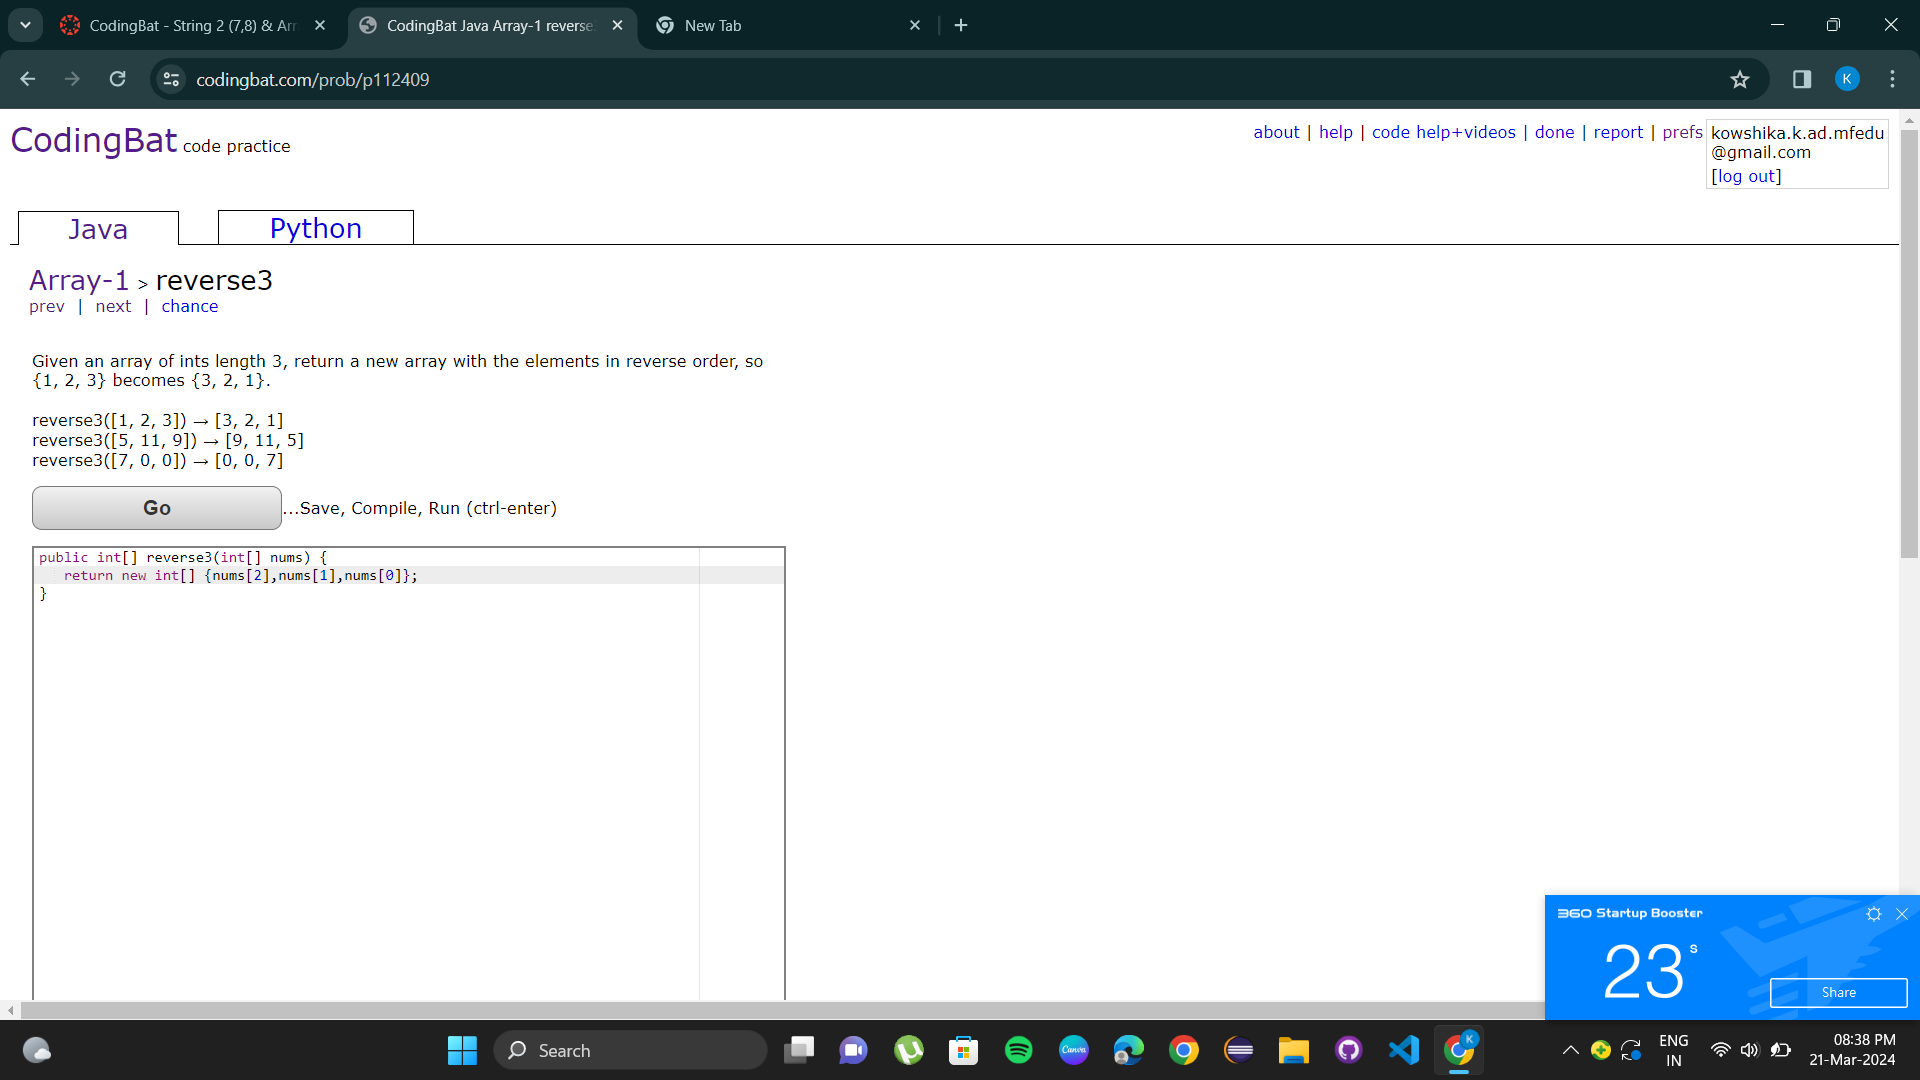 CodingBat - String 2 (7,8) & Arr
CodingBat Java Array-1 reverse
New Tab
codingbat.com/prob/p112409
K
CodingBat code practice
about | help | code help+videos | done | report | prefs
kowshika.k.ad.mfedu
@gmail.com
[log out]
Java
Python
Array-1 > reverse3
prev | next | chance
Given an array of ints length 3, return a new array with the elements in reverse order, so
{1, 2, 3} becomes {3, 2, 1}.
reverse3([1, 2, 3]) → [3, 2, 1]
reverse3([5, 11, 9]) → [9, 11, 5]
reverse3([7, 0, 0]) → [0, 0, 7]
Go
...Save, Compile, Run (ctrl-enter)
public int[] reverse3(int[] nums) {
return new int[] {nums[2],nums[1],nums[0]};
}
360 Startup Booster
23 s
Share
Search
Canva
K
ENG
IN
08:38 PM
21-Mar-2024